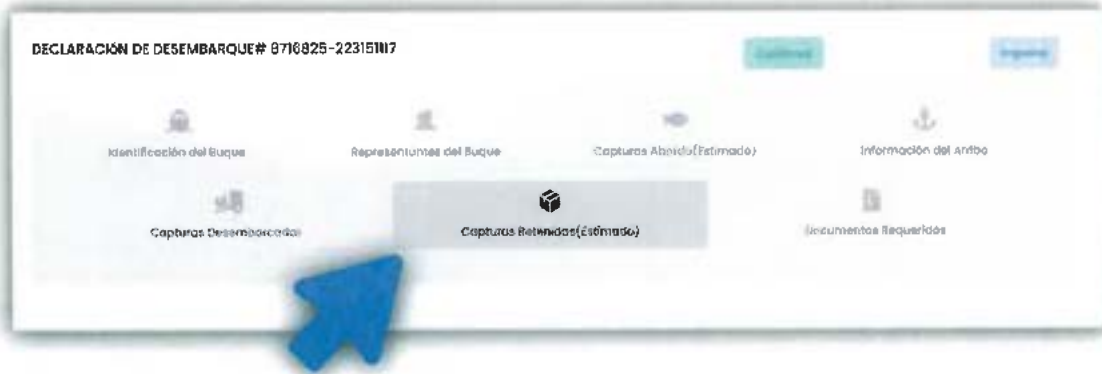 DECLARACIÓN DE DESEMBARQUE# 8716825-223151117
Identificación del Buque
Representantes del Buque
Capturas Abordo(Estimado)
Información del Arribo
Capturas Desembarcadas
Capturas Retenidas(Estimado)
Documentos Requeridos